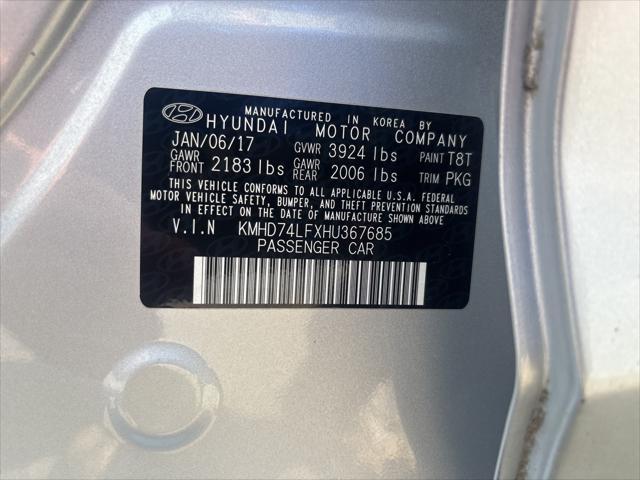 MANUFACTURED IN KOREA BY
HYUNDAI MOTOR COMPANY
JAN/06/17 GVWR 3924 lbs PAINT T8T
GAWR FRONT 2183 lbs GAWR REAR 2006 lbs TRIM PKG
THIS VEHICLE CONFORMS TO ALL APPLICABLE U.S.A. FEDERAL
MOTOR VEHICLE SAFETY, BUMPER, AND THEFT PREVENTION STANDARDS
IN EFFECT ON THE DATE OF MANUFACTURE SHOWN ABOVE.
V.I.N KMHD74LFXHU367685
PASSENGER CAR